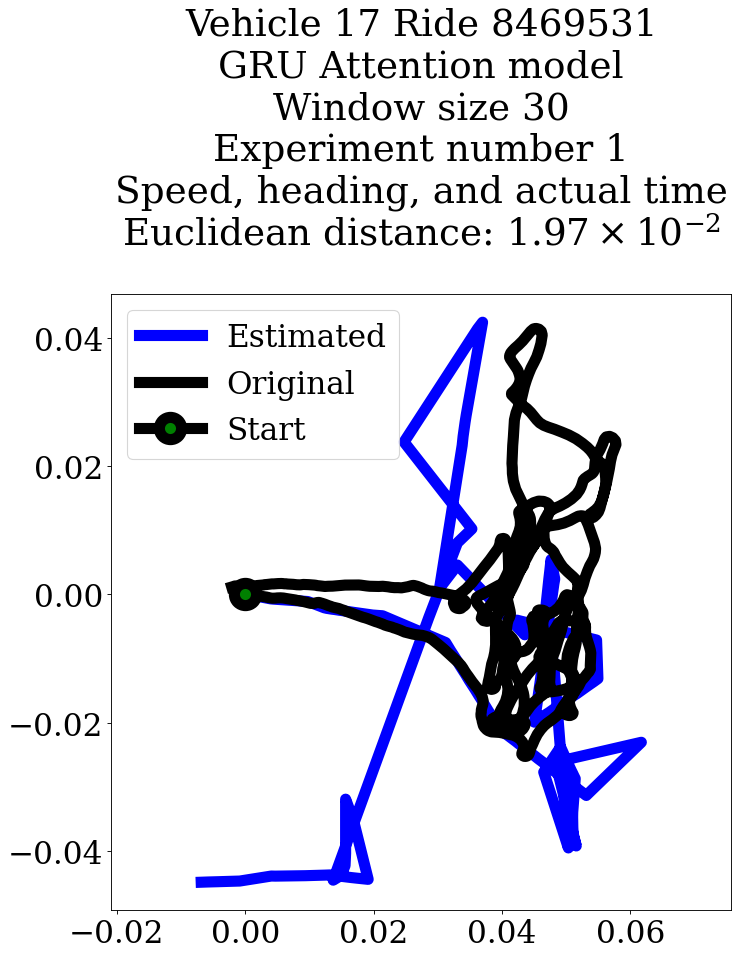 Vehicle 17 Ride 8469531
GRU Attention model
Window size 30
Experiment number 1
Speed, heading, and actual time
Euclidean distance: 1.97 × 10⁻²
Estimated
Original
Start
0.04
0.02
0.00
−0.02
−0.04
−0.02 0.00 0.02 0.04 0.06